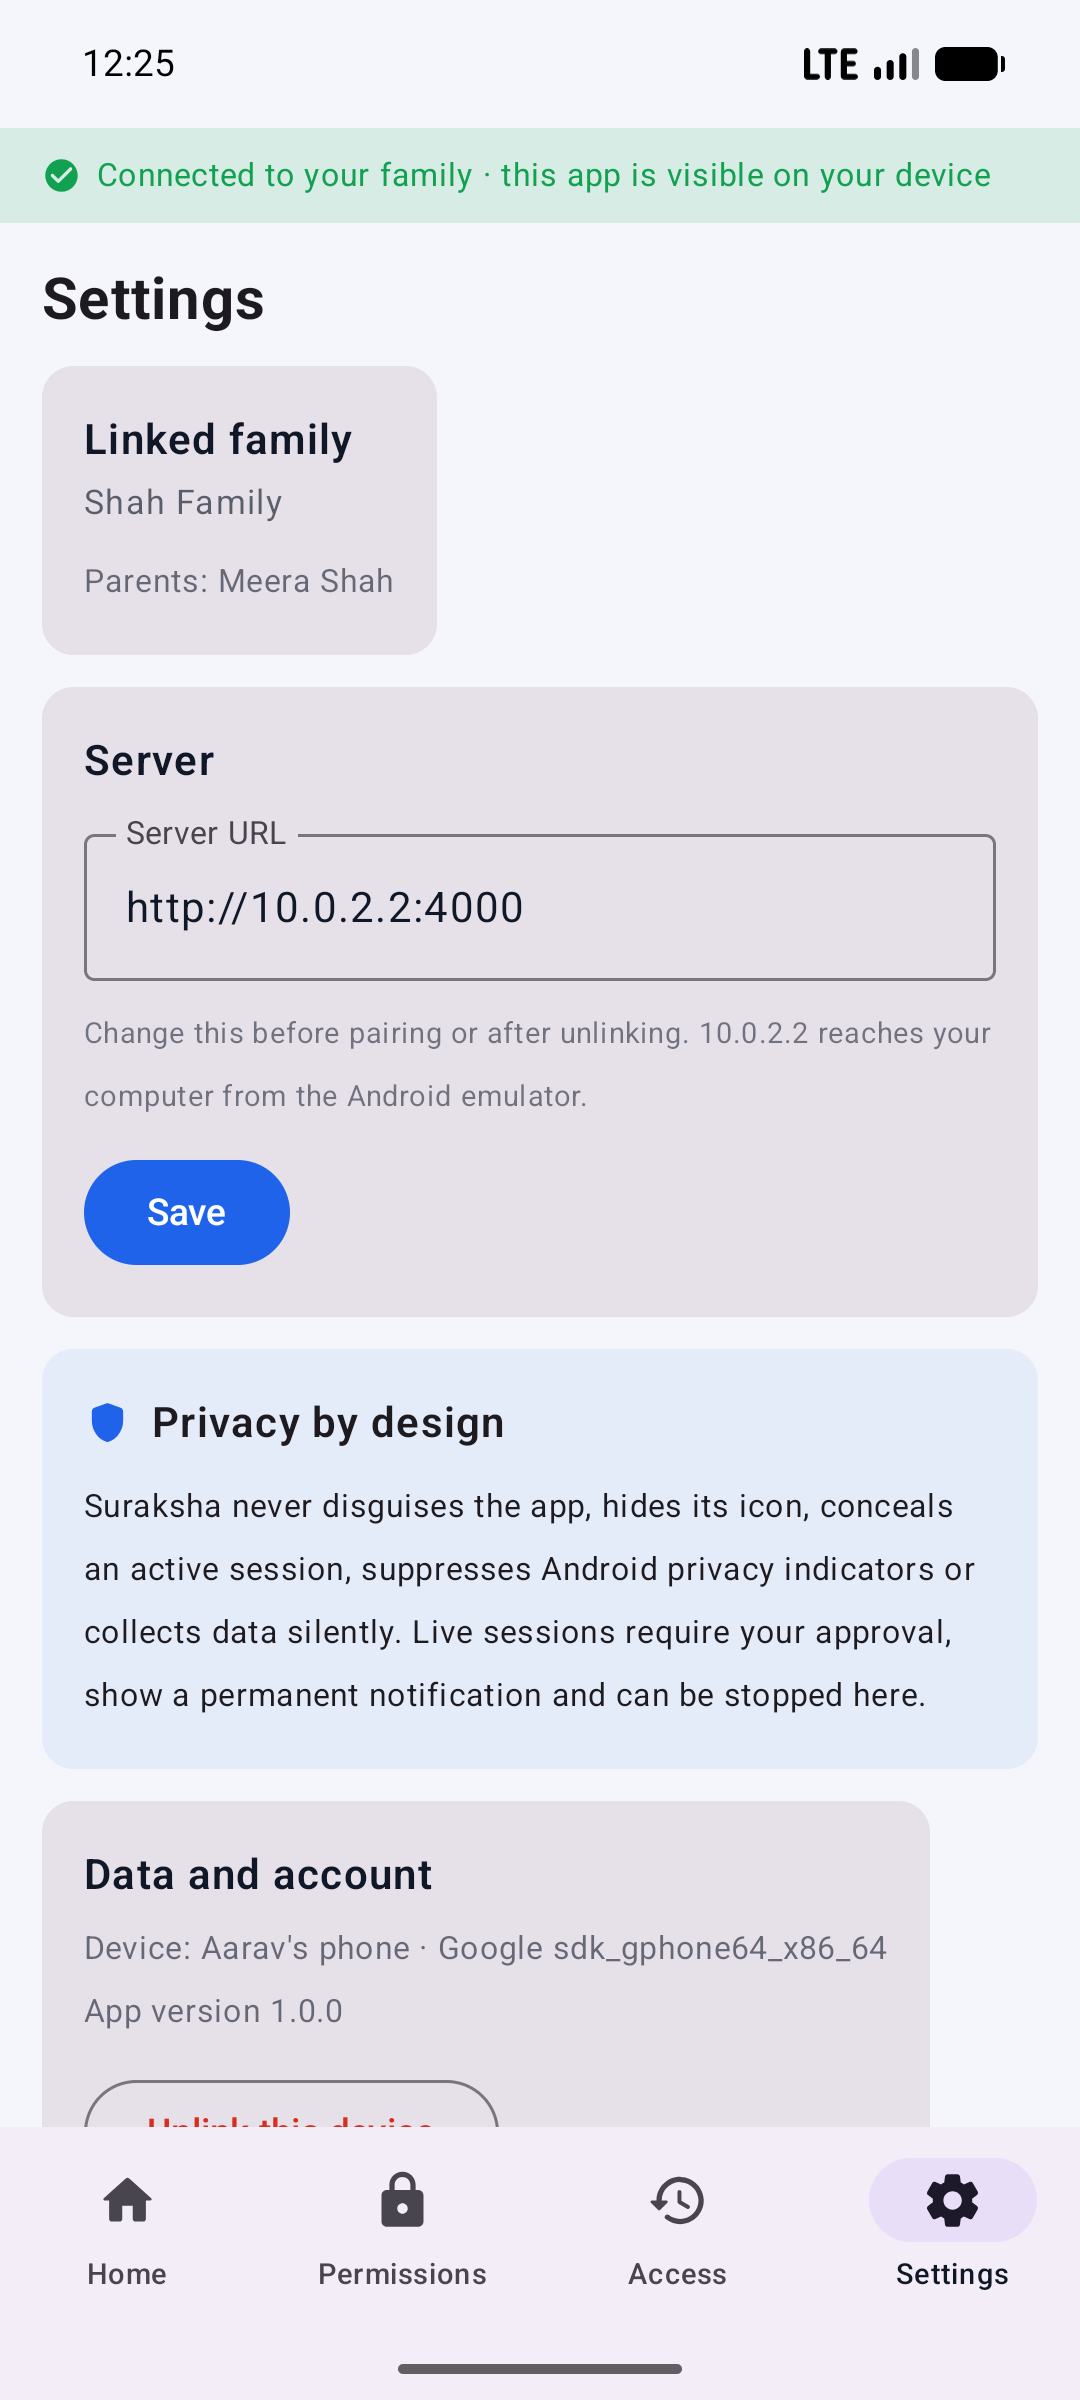 12:25
LTE
Connected to your family · this app is visible on your device
Settings
Linked family
Shah Family
Parents: Meera Shah
Server
Server URL
http://10.0.2.2:4000
Change this before pairing or after unlinking. 10.0.2.2 reaches your
computer from the Android emulator.
Save
Privacy by design
Suraksha never disguises the app, hides its icon, conceals
an active session, suppresses Android privacy indicators or
collects data silently. Live sessions require your approval,
show a permanent notification and can be stopped here.
Data and account
Device: Aarav's phone · Google sdk_gphone64_x86_64
App version 1.0.0
Unlink this device
Home
Permissions
Access
Settings